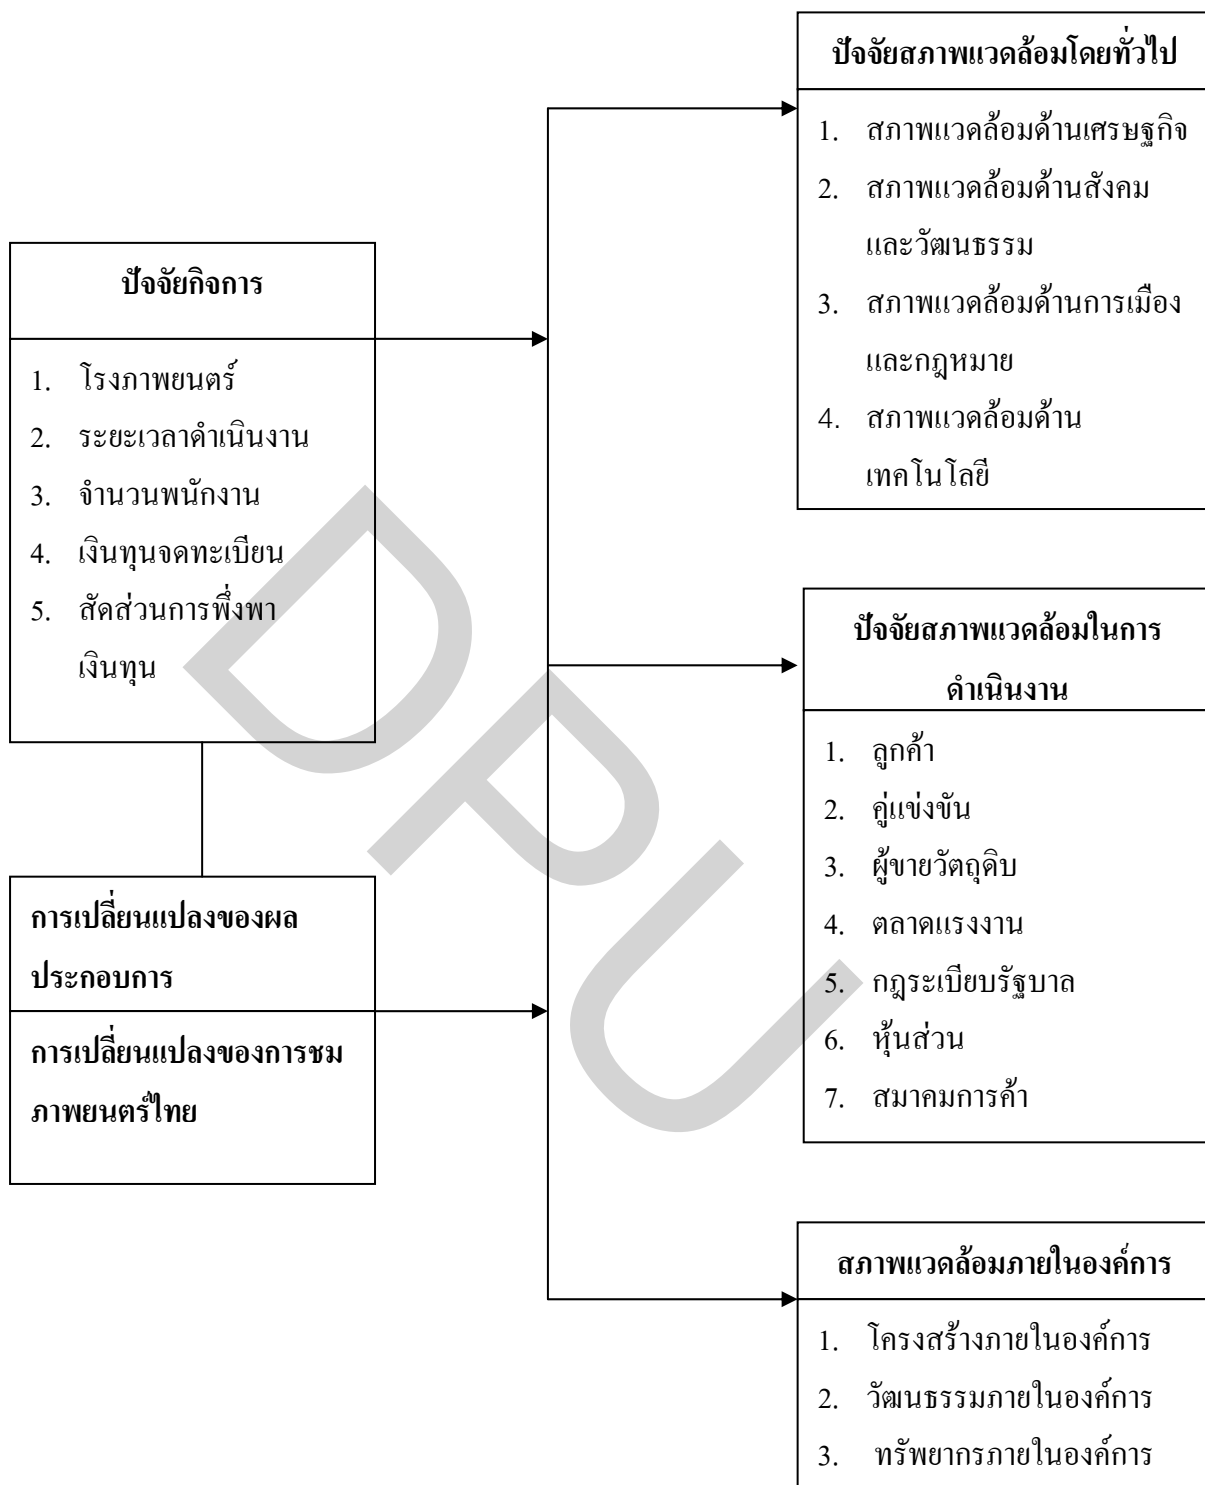 ปัจจัยกิจการ
1. โรงภาพยนตร์
2. ระยะเวลาดำเนินงาน
3. จำนวนพนักงาน
4. เงินทุนจดทะเบียน
5. สัดส่วนการพึ่งพา
เงินทุน
การเปลี่ยนแปลงของผล
ประกอบการ
การเปลี่ยนแปลงของการชม
ภาพยนตร์ไทย
ปัจจัยสภาพแวดล้อมโดยทั่วไป
1. สภาพแวดล้อมด้านเศรษฐกิจ
2. สภาพแวดล้อมด้านสังคม
และวัฒนธรรม
3. สภาพแวดล้อมด้านการเมือง
และกฎหมาย
4. สภาพแวดล้อมด้าน
เทคโนโลยี
ปัจจัยสภาพแวดล้อมในการ
ดำเนินงาน
1. ลูกค้า
2. คู่แข่งขัน
3. ผู้ขายวัตถุดิบ
4. ตลาดแรงงาน
5. กฎระเบียบรัฐบาล
6. หุ้นส่วน
7. สมาคมการค้า
สภาพแวดล้อมภายในองค์การ
1. โครงสร้างภายในองค์การ
2. วัฒนธรรมภายในองค์การ
3. ทรัพยากรภายในองค์การ
DPU